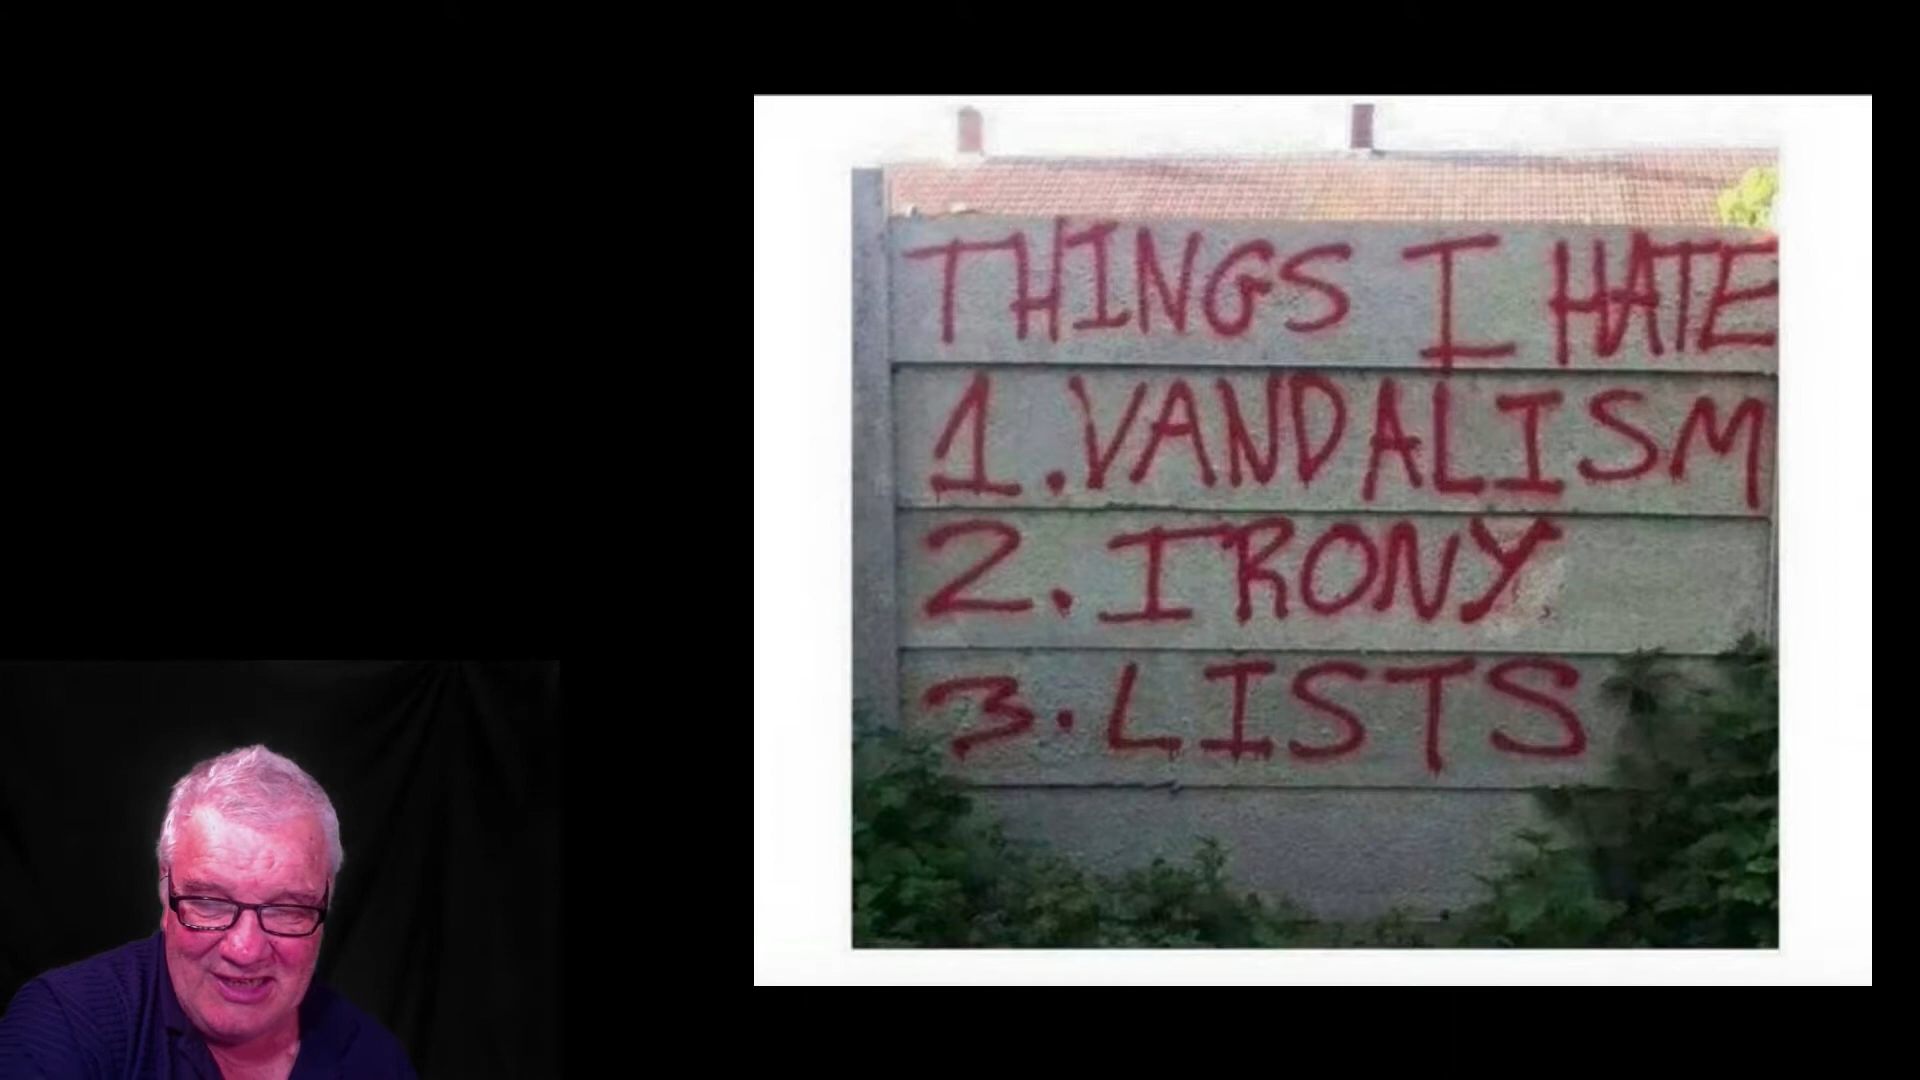 THINGS I HATE
1. VANDALISM
2. IRONY
3. LISTS